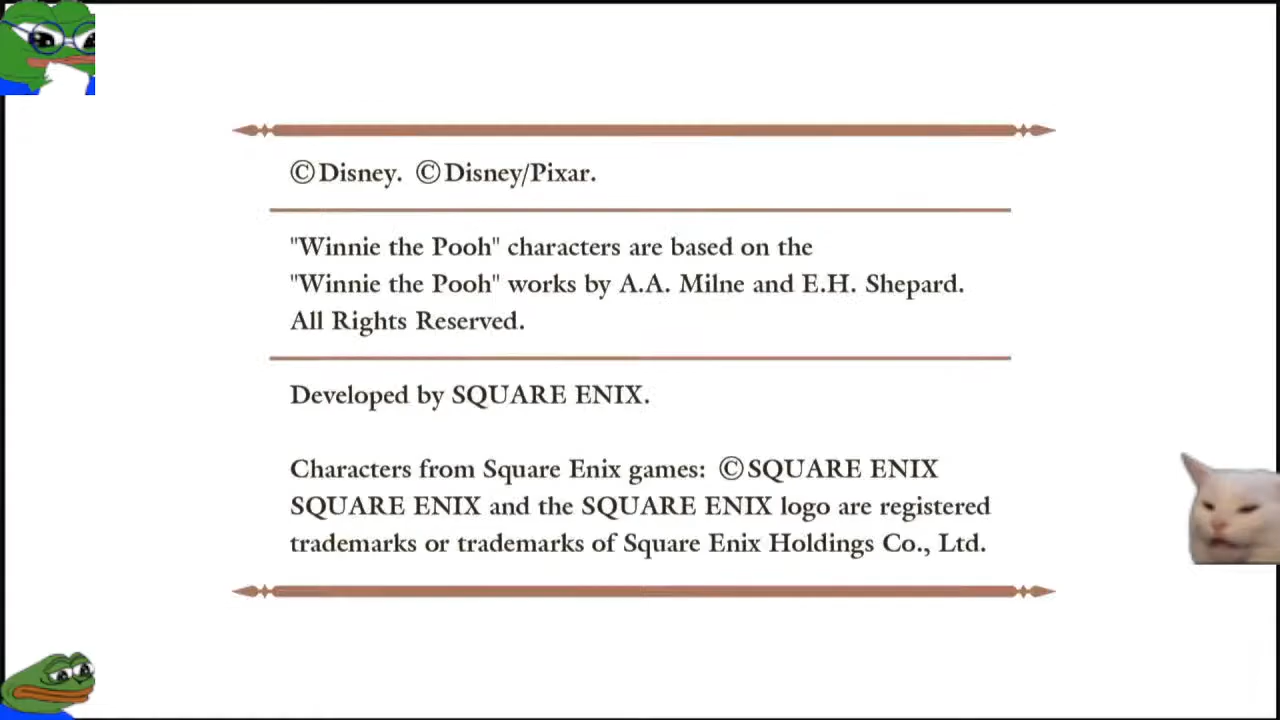 ©Disney. ©Disney/Pixar.
"Winnie the Pooh" characters are based on the
"Winnie the Pooh" works by A.A. Milne and E.H. Shepard.
All Rights Reserved.
Developed by SQUARE ENIX.
Characters from Square Enix games: ©SQUARE ENIX
SQUARE ENIX and the SQUARE ENIX logo are registered
trademarks or trademarks of Square Enix Holdings Co., Ltd.